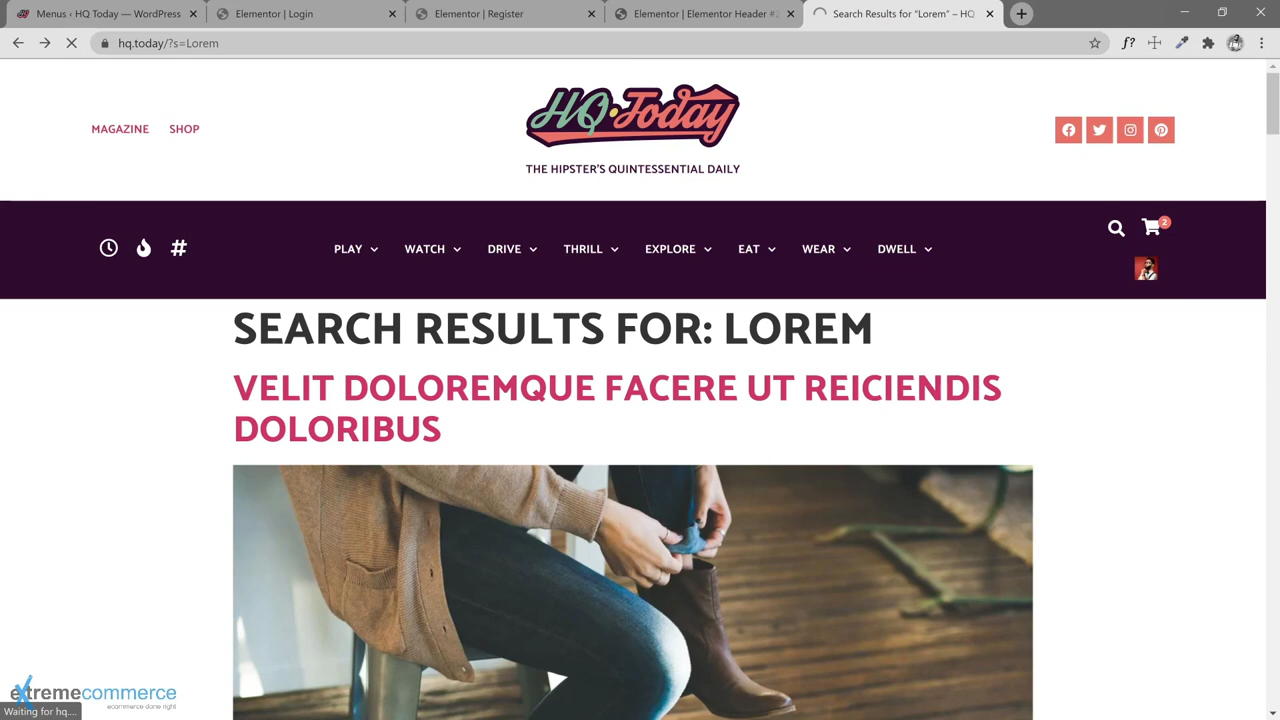 Menus ‹ HQ Today — WordPress
Elementor | Login
Elementor | Register
Elementor | Elementor Header #2
Search Results for “Lorem” – HQ
hq.today/?s=Lorem
f?
MAGAZINE SHOP
HQ Today
THE HIPSTER'S QUINTESSENTIAL DAILY
2
PLAY WATCH DRIVE THRILL EXPLORE EAT WEAR DWELL
SEARCH RESULTS FOR: LOREM
VELIT DOLOREMQUE FACERE UT REICIENDIS
DOLORIBUS
extremecommerce
ecommerce done right
Waiting for hq....